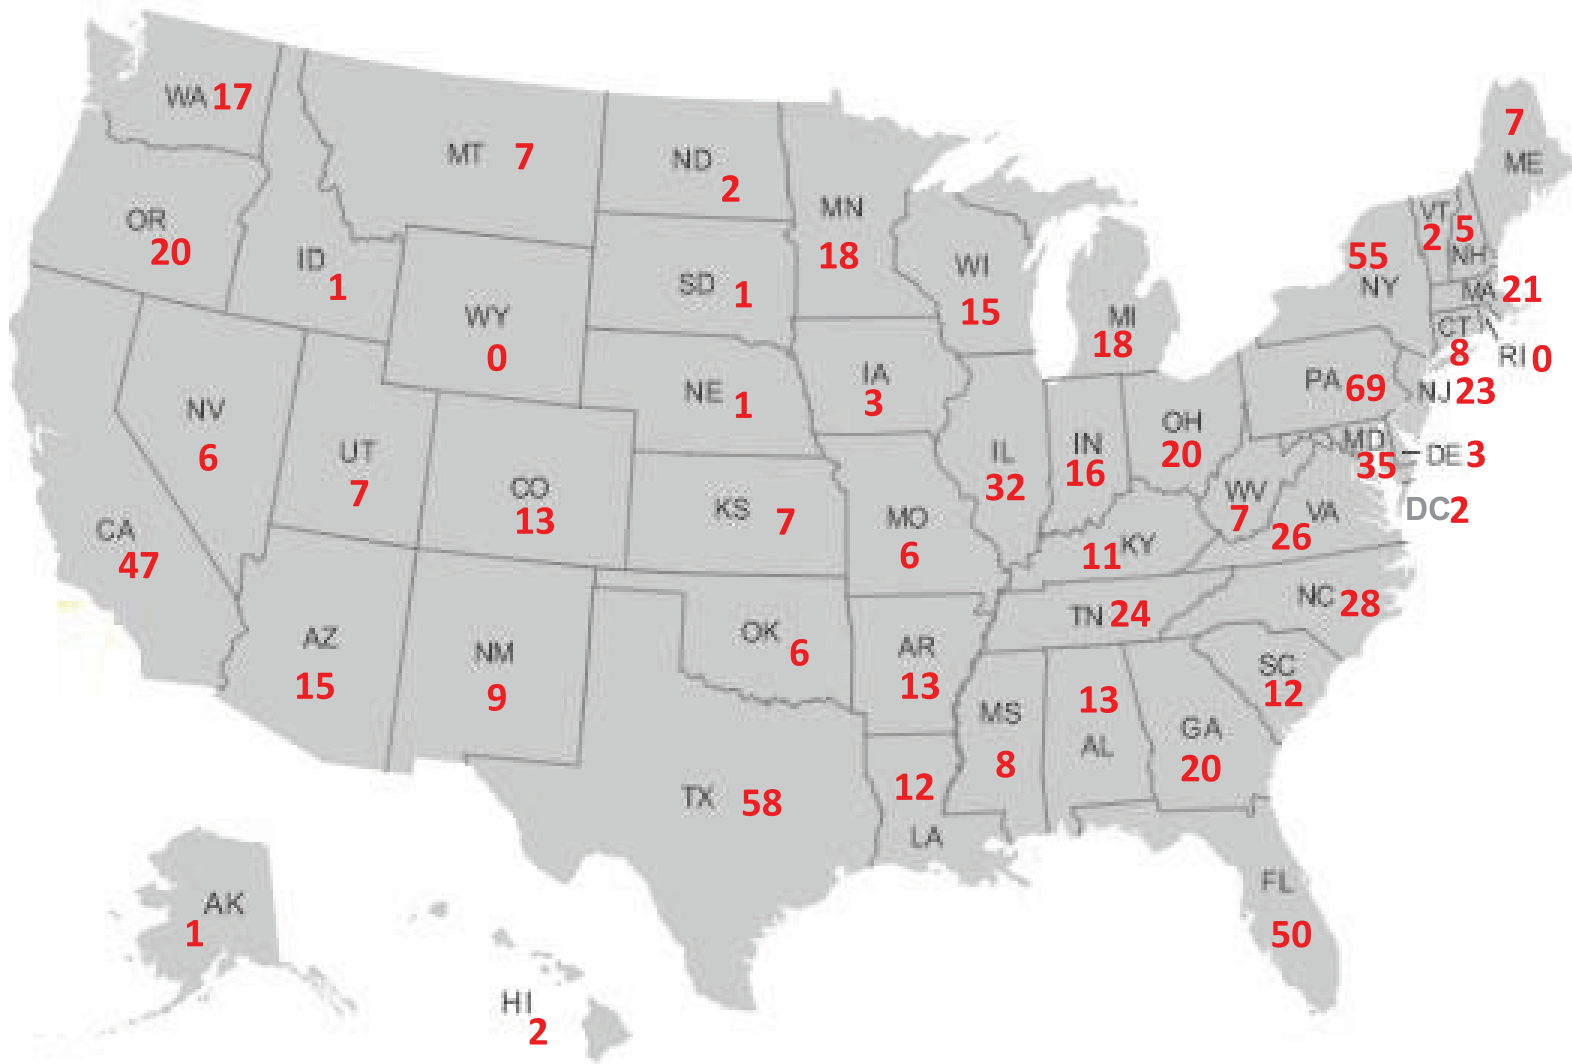 WA 17
MT 7
ND 2
MN 18
OR 20
ID 1
WY 0
SD 1
WI 15
MI 18
NY 55
VT 2
NH 5
ME 7
MA 21
CT 8
RI 0
NV 6
UT 7
CO 13
NE 1
IA 3
IL 32
IN 16
OH 20
PA 69
NJ 23
MD 35
DE 3
DC 2
CA 47
KS 7
MO 6
KY 11
WV 7
VA 26
AZ 15
NM 9
OK 6
AR 13
TN 24
NC 28
SC 12
TX 58
LA 12
MS 8
AL 13
GA 20
FL 50
AK 1
HI 2